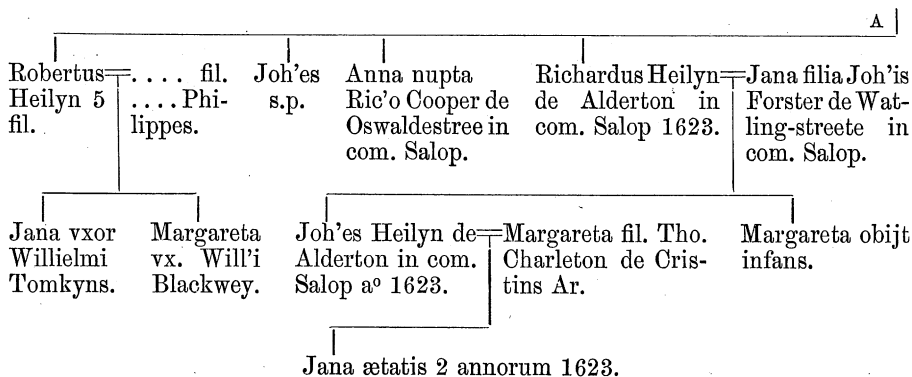 A
Robertus
Heilyn 5
fil.
. . . . fil.
. . . . Phi-
lippes.
Joh'es
s.p.
Anna nupta
Ric'o Cooper de
Oswaldestree in
com. Salop.
Richardus Heilyn
de Alderton in
com. Salop 1623.
Jana filia Joh'is
Forster de Wat-
ling-streete in
com. Salop.
Jana vxor
Willielmi
Tomkyns.
Margareta
vx. Will'i
Blackwey.
Joh'es Heilyn de
Alderton in com.
Salop aº 1623.
Margareta fil. Tho.
Charleton de Cris-
tins Ar.
Margareta obijt
infans.
Jana ætatis 2 annorum 1623.